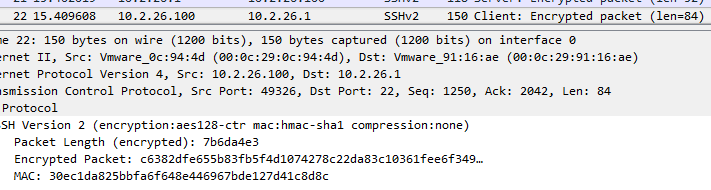 22 15.409608 10.2.26.100 10.2.26.1 SSHv2 150 Client: Encrypted packet (len=84)
ne 22: 150 bytes on wire (1200 bits), 150 bytes captured (1200 bits) on interface 0
ernet II, Src: Vmware_0c:94:4d (00:0c:29:0c:94:4d), Dst: Vmware_91:16:ae (00:0c:29:91:16:ae)
ernet Protocol Version 4, Src: 10.2.26.100, Dst: 10.2.26.1
nsmission Control Protocol, Src Port: 49326, Dst Port: 22, Seq: 1250, Ack: 2042, Len: 84
Protocol
SSH Version 2 (encryption:aes128-ctr mac:hmac-sha1 compression:none)
Packet Length (encrypted): 7b6da4e3
Encrypted Packet: c6382dfe655b83fb5f4d1074278c22da83c10361fee6f349…
MAC: 30ec1da825bbfa6f648e446967bde127d41c8d8c